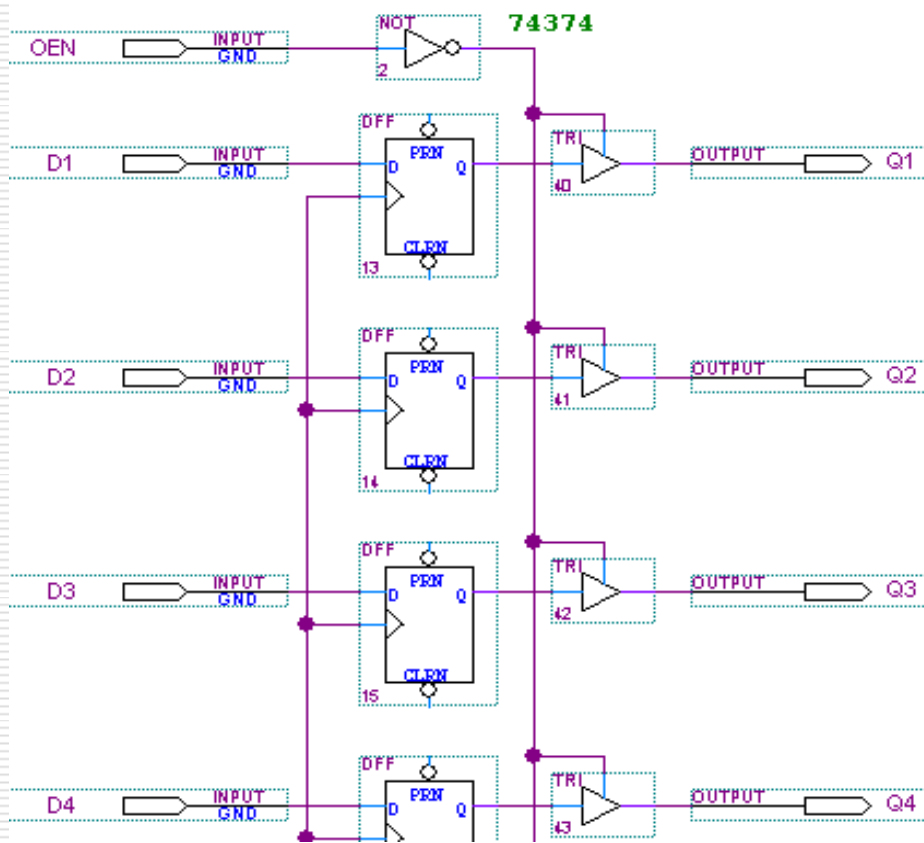 74374
OEN INPUT GND NOT 2
D1 INPUT GND DFF PRN D Q CLRN 13 TRI 40 OUTPUT Q1
D2 INPUT GND DFF PRN D Q CLRN 14 TRI 41 OUTPUT Q2
D3 INPUT GND DFF PRN D Q CLRN 15 TRI 42 OUTPUT Q3
D4 INPUT GND DFF PRN D Q TRI 43 OUTPUT Q4